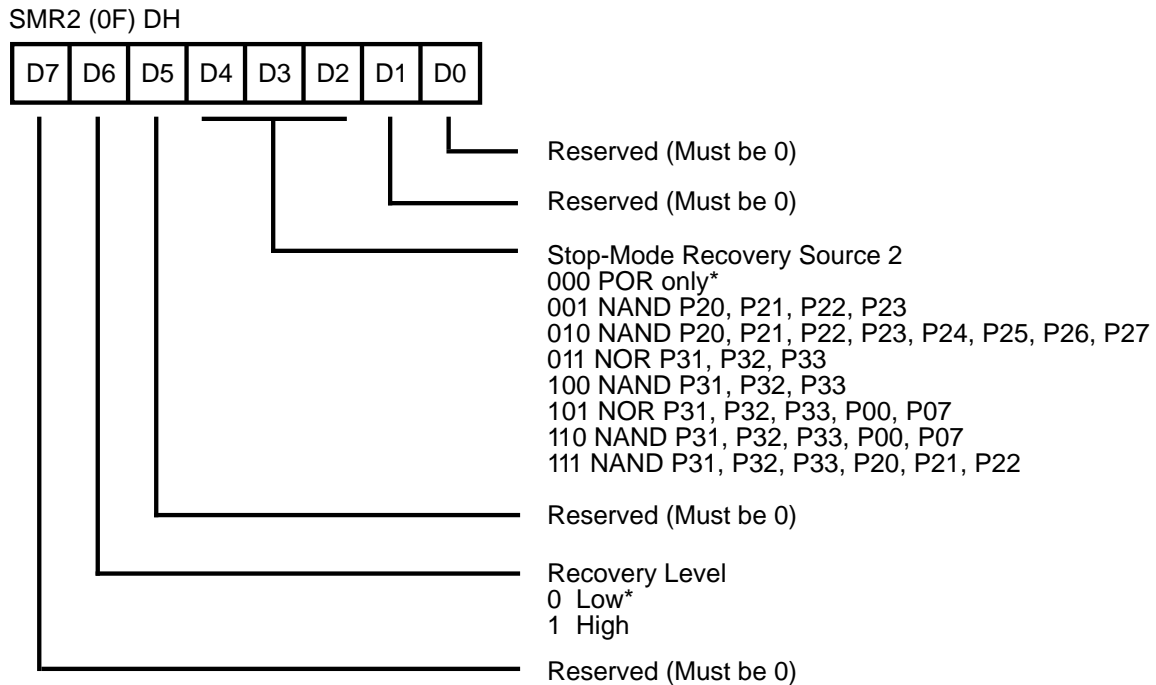 SMR2 (0F) DH
D7 D6 D5 D4 D3 D2 D1 D0
Reserved (Must be 0)
Reserved (Must be 0)
Stop-Mode Recovery Source 2
000 POR only*
001 NAND P20, P21, P22, P23
010 NAND P20, P21, P22, P23, P24, P25, P26, P27
011 NOR P31, P32, P33
100 NAND P31, P32, P33
101 NOR P31, P32, P33, P00, P07
110 NAND P31, P32, P33, P00, P07
111 NAND P31, P32, P33, P20, P21, P22
Reserved (Must be 0)
Recovery Level
0 Low*
1 High
Reserved (Must be 0)